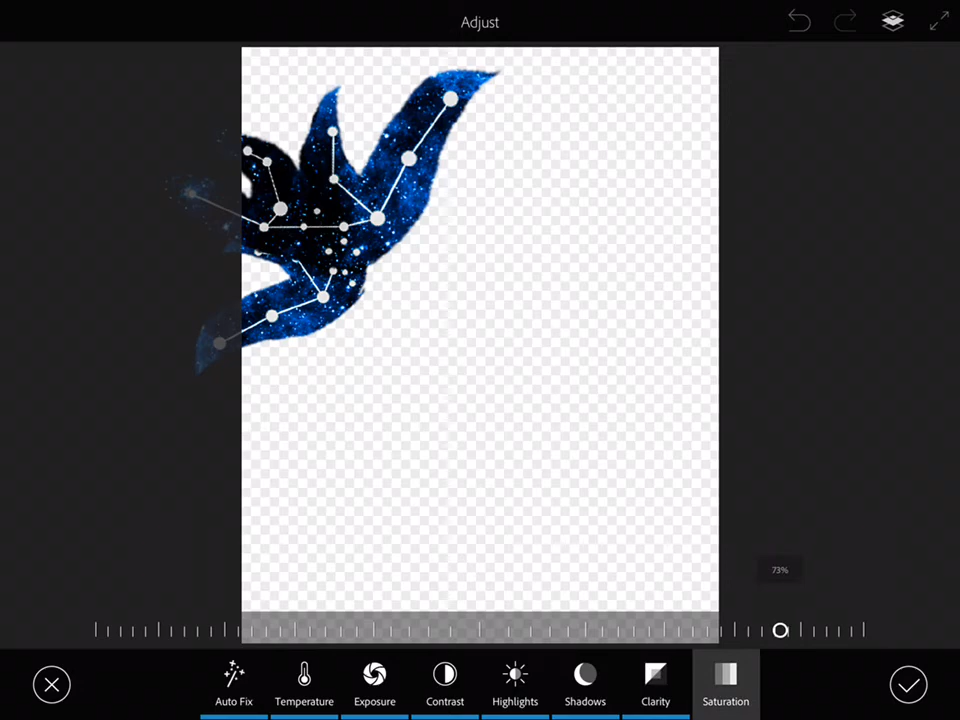 Adjust
73%
Auto Fix
Temperature
Exposure
Contrast
Highlights
Shadows
Clarity
Saturation